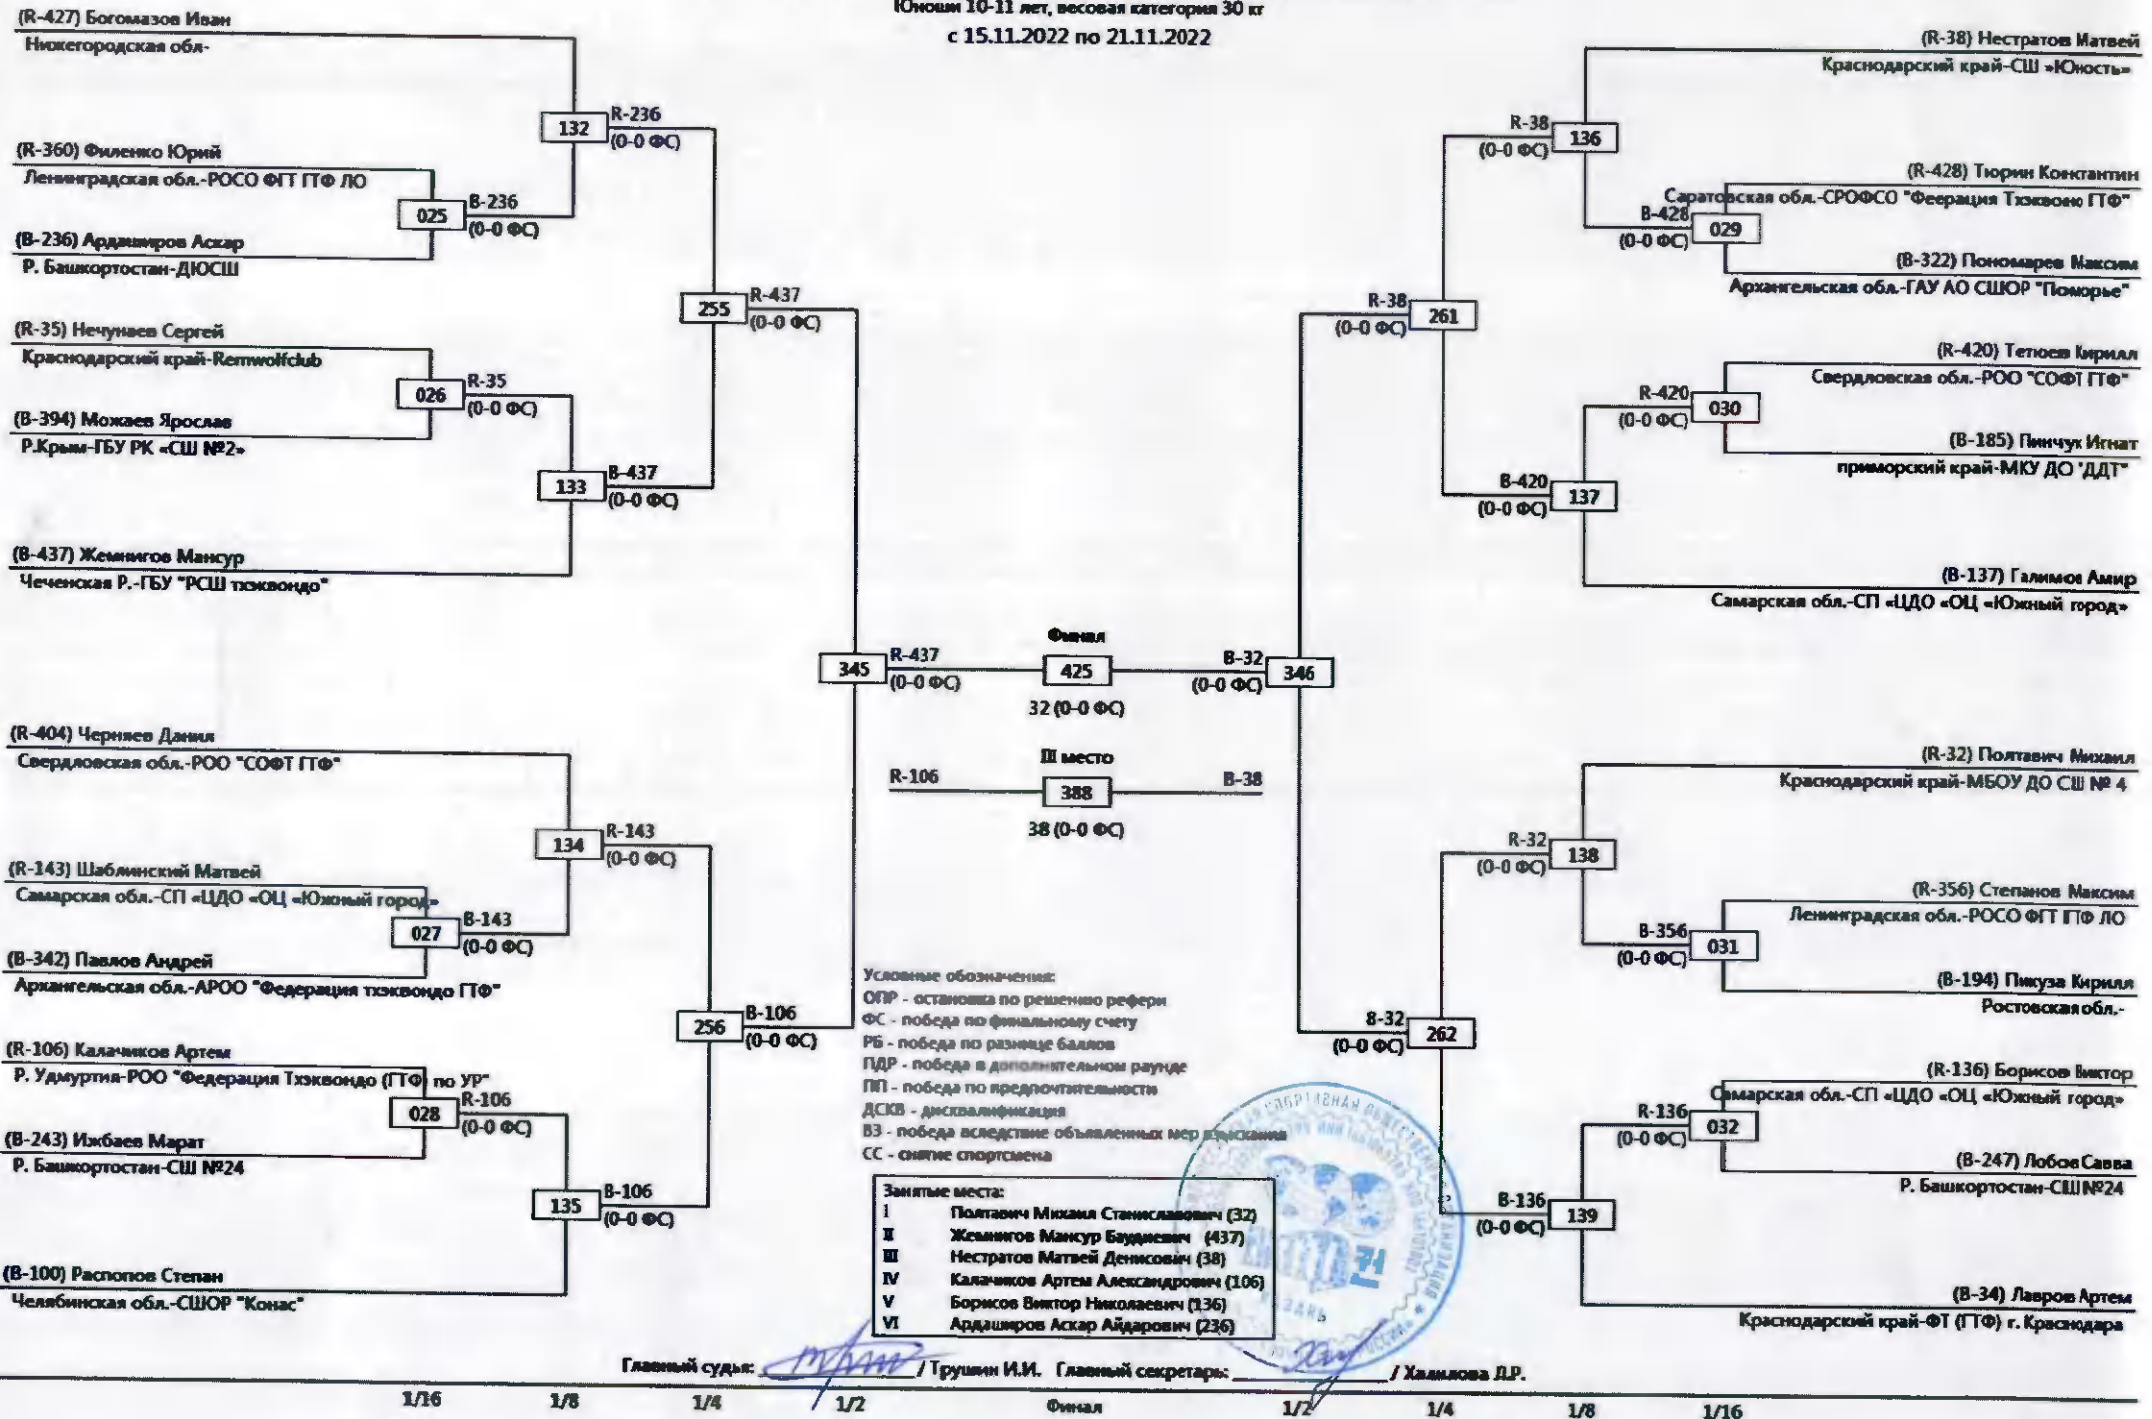 Юноши 10-11 лет, весовая категория 30 кг
с 15.11.2022 по 21.11.2022
(R-427) Богомазов Иван
Нижегородская обл-
132
R-236
(0-0 ФС)
(R-360) Филенко Юрий
Ленинградская обл.-РОСО ФГТ ГТФ ЛО
025
B-236
(0-0 ФС)
(B-236) Ардаширов Аскар
Р. Башкортостан-ДЮСШ
255
R-437
(0-0 ФС)
(R-35) Нечунаев Сергей
Краснодарский край-Remwolfclub
026
R-35
(0-0 ФС)
(B-394) Можаев Ярослав
Р.Крым-ГБУ РК «СШ №2»
133
B-437
(0-0 ФС)
(B-437) Жемнигов Мансур
Чеченская Р.-ГБУ "РСШ тхэквондо"
345
R-437
(0-0 ФС)
(R-404) Черняев Данил
Свердловская обл.-РОО "СОФТ ГТФ"
134
R-143
(0-0 ФС)
(R-143) Шаблинский Матвей
Самарская обл.-СП «ЦДО «ОЦ «Южный город»
027
B-143
(0-0 ФС)
(B-342) Павлов Андрей
Архангельская обл.-АРОО "Федерация тхэквондо ГТФ"
256
B-106
(0-0 ФС)
(R-106) Калачиков Артем
Р. Удмуртия-РОО "Федерация Тхэквондо (ГТФ) по УР"
028
R-106
(0-0 ФС)
(B-243) Ижбаев Марат
Р. Башкортостан-СШ №24
135
B-106
(0-0 ФС)
(B-100) Распопов Степан
Челябинская обл.-СШОР "Конас"
Финал
425
32 (0-0 ФС)
III место
R-106
388
B-38
38 (0-0 ФС)
(R-38) Нестратов Матвей
Краснодарский край-СШ «Юность»
R-38
(0-0 ФС)
136
(R-428) Тюрин Константин
Саратовская обл.-СРОФСО "Феерация Тхэквоно ГТФ"
B-428
(0-0 ФС)
029
(B-322) Пономарев Максим
Архангельская обл.-ГАУ АО СШОР "Поморье"
R-38
(0-0 ФС)
261
(R-420) Тетюев Кирилл
Свердловская обл.-РОО "СОФТ ГТФ"
R-420
(0-0 ФС)
030
(B-185) Пинчук Игнат
приморский край-МКУ ДО "ДДТ"
B-420
(0-0 ФС)
137
(B-137) Галимов Амир
Самарская обл.-СП «ЦДО «ОЦ «Южный город»
B-32
(0-0 ФС)
346
(R-32) Полтавич Михаил
Краснодарский край-МБОУ ДО СШ № 4
R-32
(0-0 ФС)
138
(R-356) Степанов Максим
Ленинградская обл.-РОСО ФГТ ГТФ ЛО
B-356
(0-0 ФС)
031
(B-194) Пикуза Кирилл
Ростовская обл.-
B-32
(0-0 ФС)
262
(R-136) Борисов Виктор
Самарская обл.-СП «ЦДО «ОЦ «Южный город»
R-136
(0-0 ФС)
032
(B-247) Лобов Савва
Р. Башкортостан-СШ№24
B-136
(0-0 ФС)
139
(B-34) Лавров Артем
Краснодарский край-ФТ (ГТФ) г. Краснодара
Условные обозначения:
ОПР - остановка по решению рефери
ФС - победа по финальному счету
РБ - победа по разнице баллов
ПДР - победа в дополнительном раунде
ПП - победа по предпочтительности
ДСКВ - дисквалификация
ВЗ - победа вследствие объявленных мер взыскания
СС - снятие спортсмена
Занятые места:
I Полтавич Михаил Станиславович (32)
II Жемнигов Мансур Баудиевич (437)
III Нестратов Матвей Денисович (38)
IV Калачиков Артем Александрович (106)
V Борисов Виктор Николаевич (136)
VI Ардаширов Аскар Айдарович (236)
Главный судья: / Трушин И.И. Главный секретарь: / Халилова Л.Р.
1/16 1/8 1/4 1/2 Финал 1/2 1/4 1/8 1/16